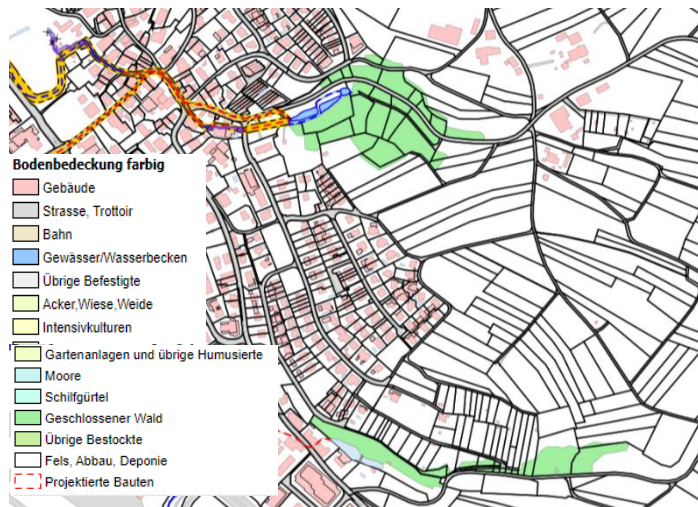 Bodenbedeckung farbig
Gebäude
Strasse, Trottoir
Bahn
Gewässer/Wasserbecken
Übrige Befestigte
Acker,Wiese,Weide
Intensivkulturen
Gartenanlagen und übrige Humusierte
Moore
Schilfgürtel
Geschlossener Wald
Übrige Bestockte
Fels, Abbau, Deponie
Projektierte Bauten